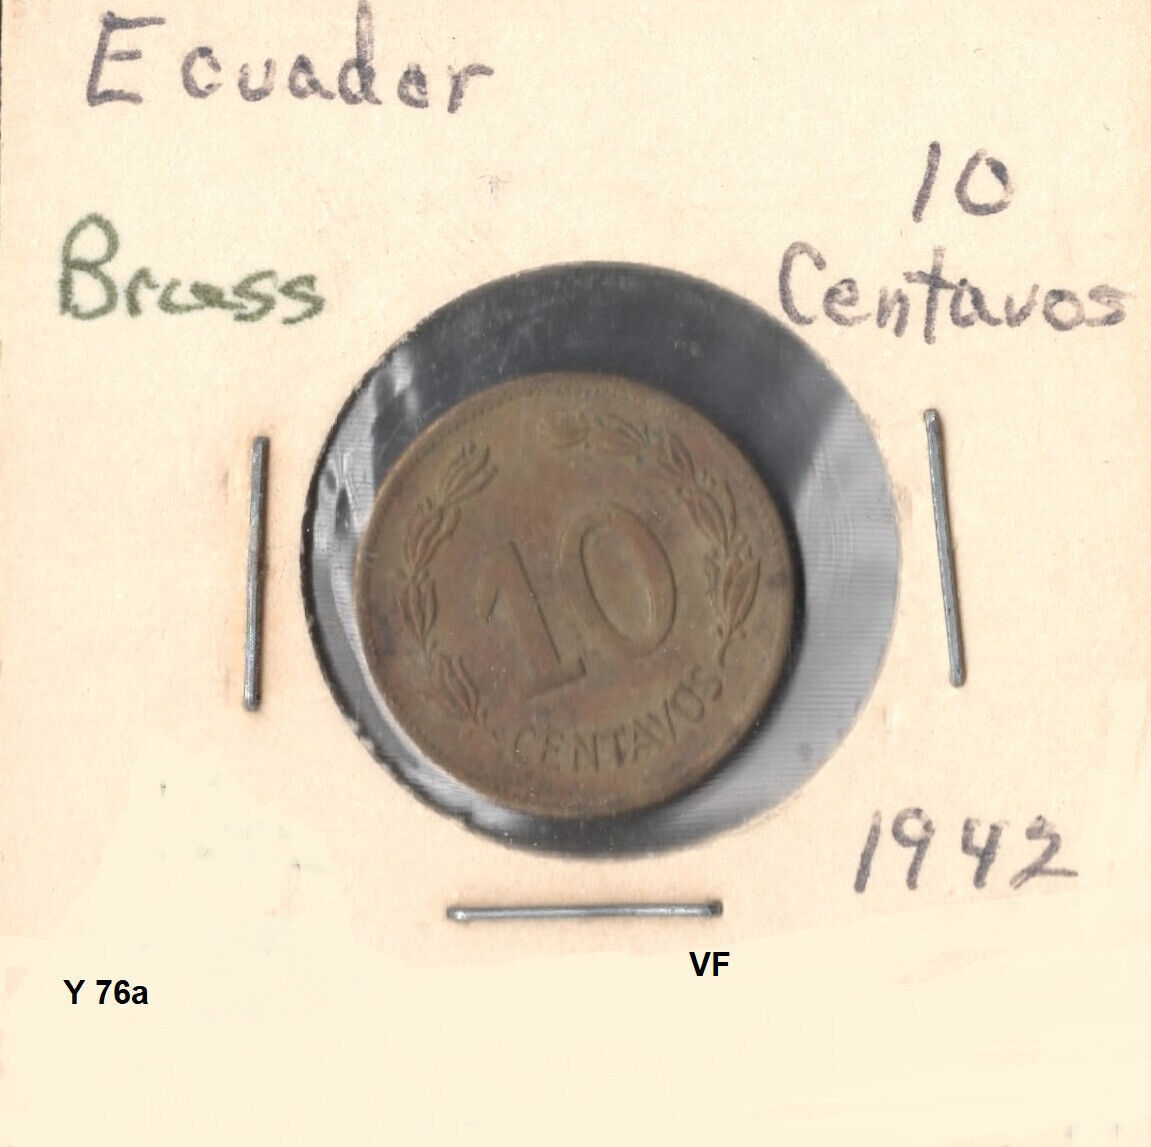 Ecuador
10
Brass
Centavos
10
CENTAVOS
1942
VF
Y 76a